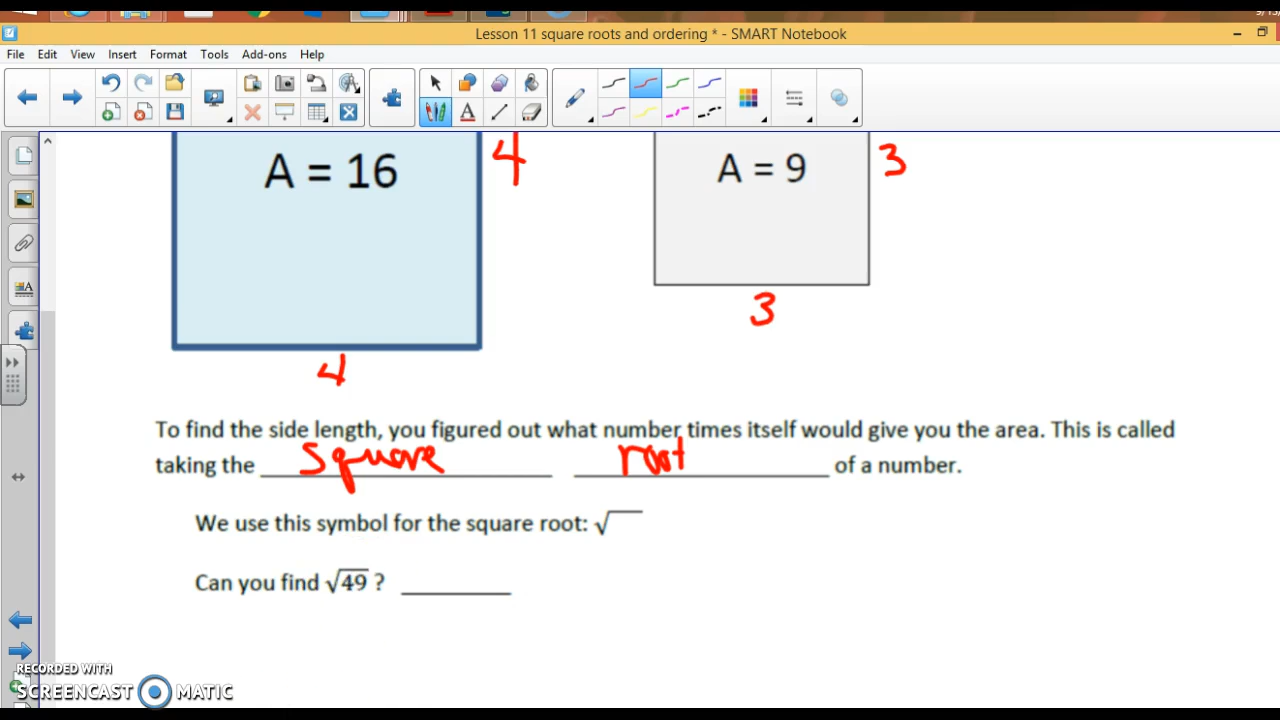 9/15
Lesson 11 square roots and ordering * - SMART Notebook
File Edit View Insert Format Tools Add-ons Help
A = 16
4
A = 9
3
3
4
To find the side length, you figured out what number times itself would give you the area. This is called
taking the square root of a number.
We use this symbol for the square root: √
Can you find √49 ? ________
RECORDED WITH
SCREENCAST MATIC